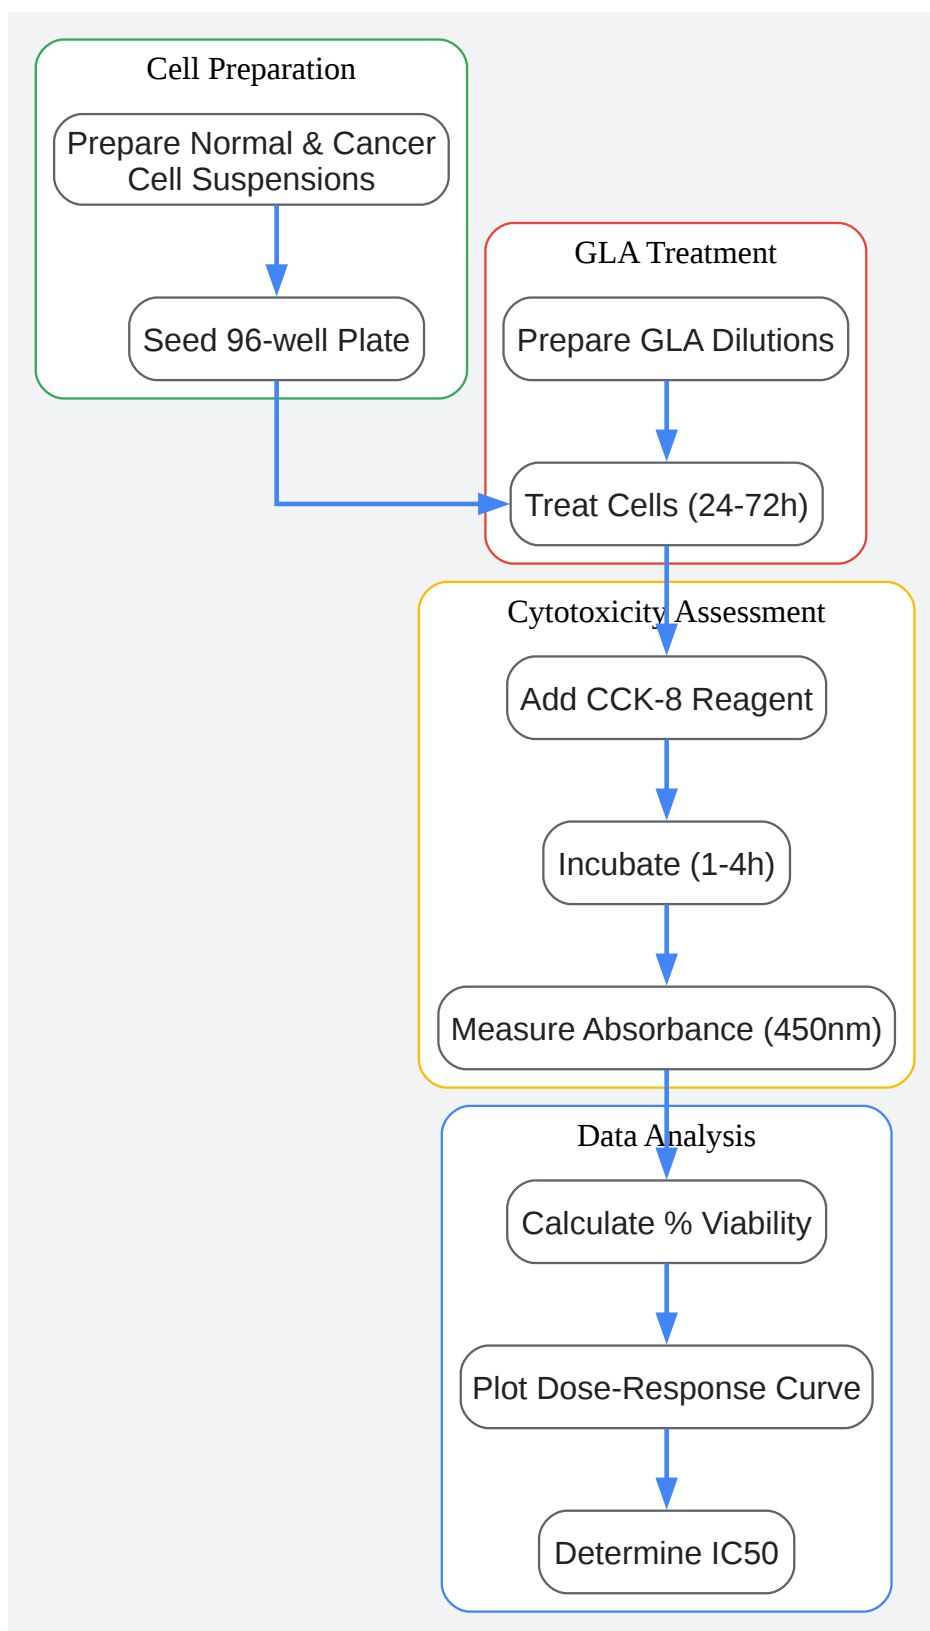 Cell Preparation
Prepare Normal & Cancer
Cell Suspensions
Seed 96-well Plate
GLA Treatment
Prepare GLA Dilutions
Treat Cells (24-72h)
Cytotoxicity Assessment
Add CCK-8 Reagent
Incubate (1-4h)
Measure Absorbance (450nm)
Data Analysis
Calculate % Viability
Plot Dose-Response Curve
Determine IC50